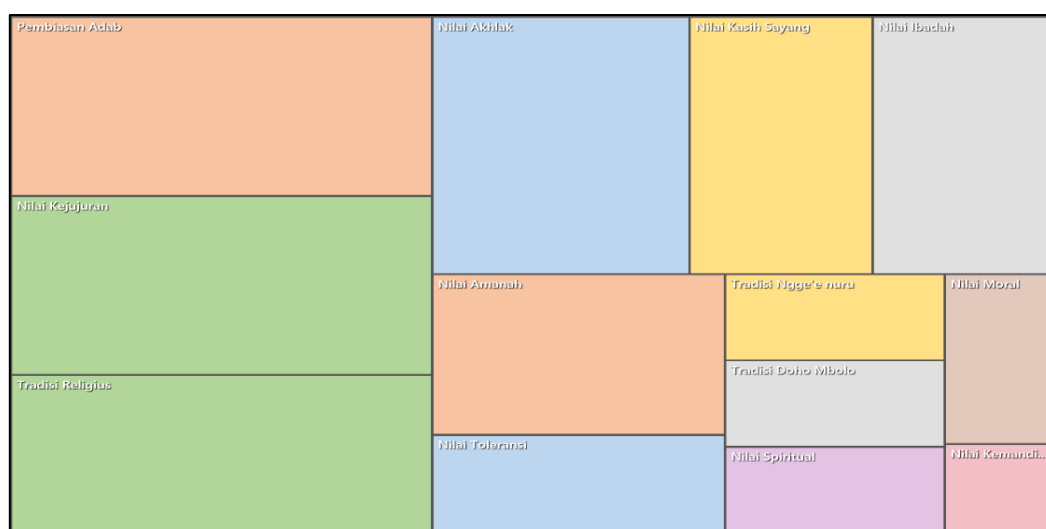 Pembiasan Adab
Nilai Akhlak
Nilai Kasih Sayang
Nilai Ibadah
Nilai Kejujuran
Nilai Amanah
Tradisi Ngge'e nuru
Nilai Moral
Tradisi Doho Mbolo
Tradisi Religius
Nilai Toleransi
Nilai Spiritual
Nilai Kemandi...